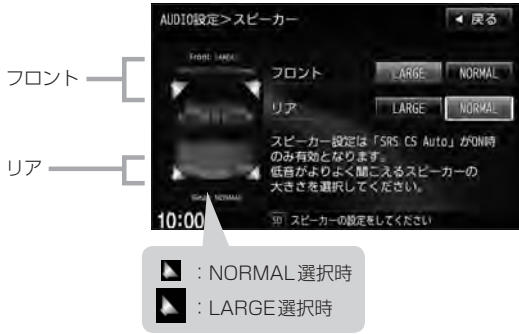 AUDIO設定>スピーカー
◀ 戻る
Front: LARGE
フロント
フロント
LARGE
NORMAL
リア
リア
LARGE
NORMAL
スピーカー設定は「SRS CS Auto」がON時
のみ有効となります。
低音がよりよく聞こえるスピーカーの
大きさを選択してください。
Rear: NORMAL
10:00
SD スピーカーの設定をしてください
：NORMAL選択時
：LARGE選択時